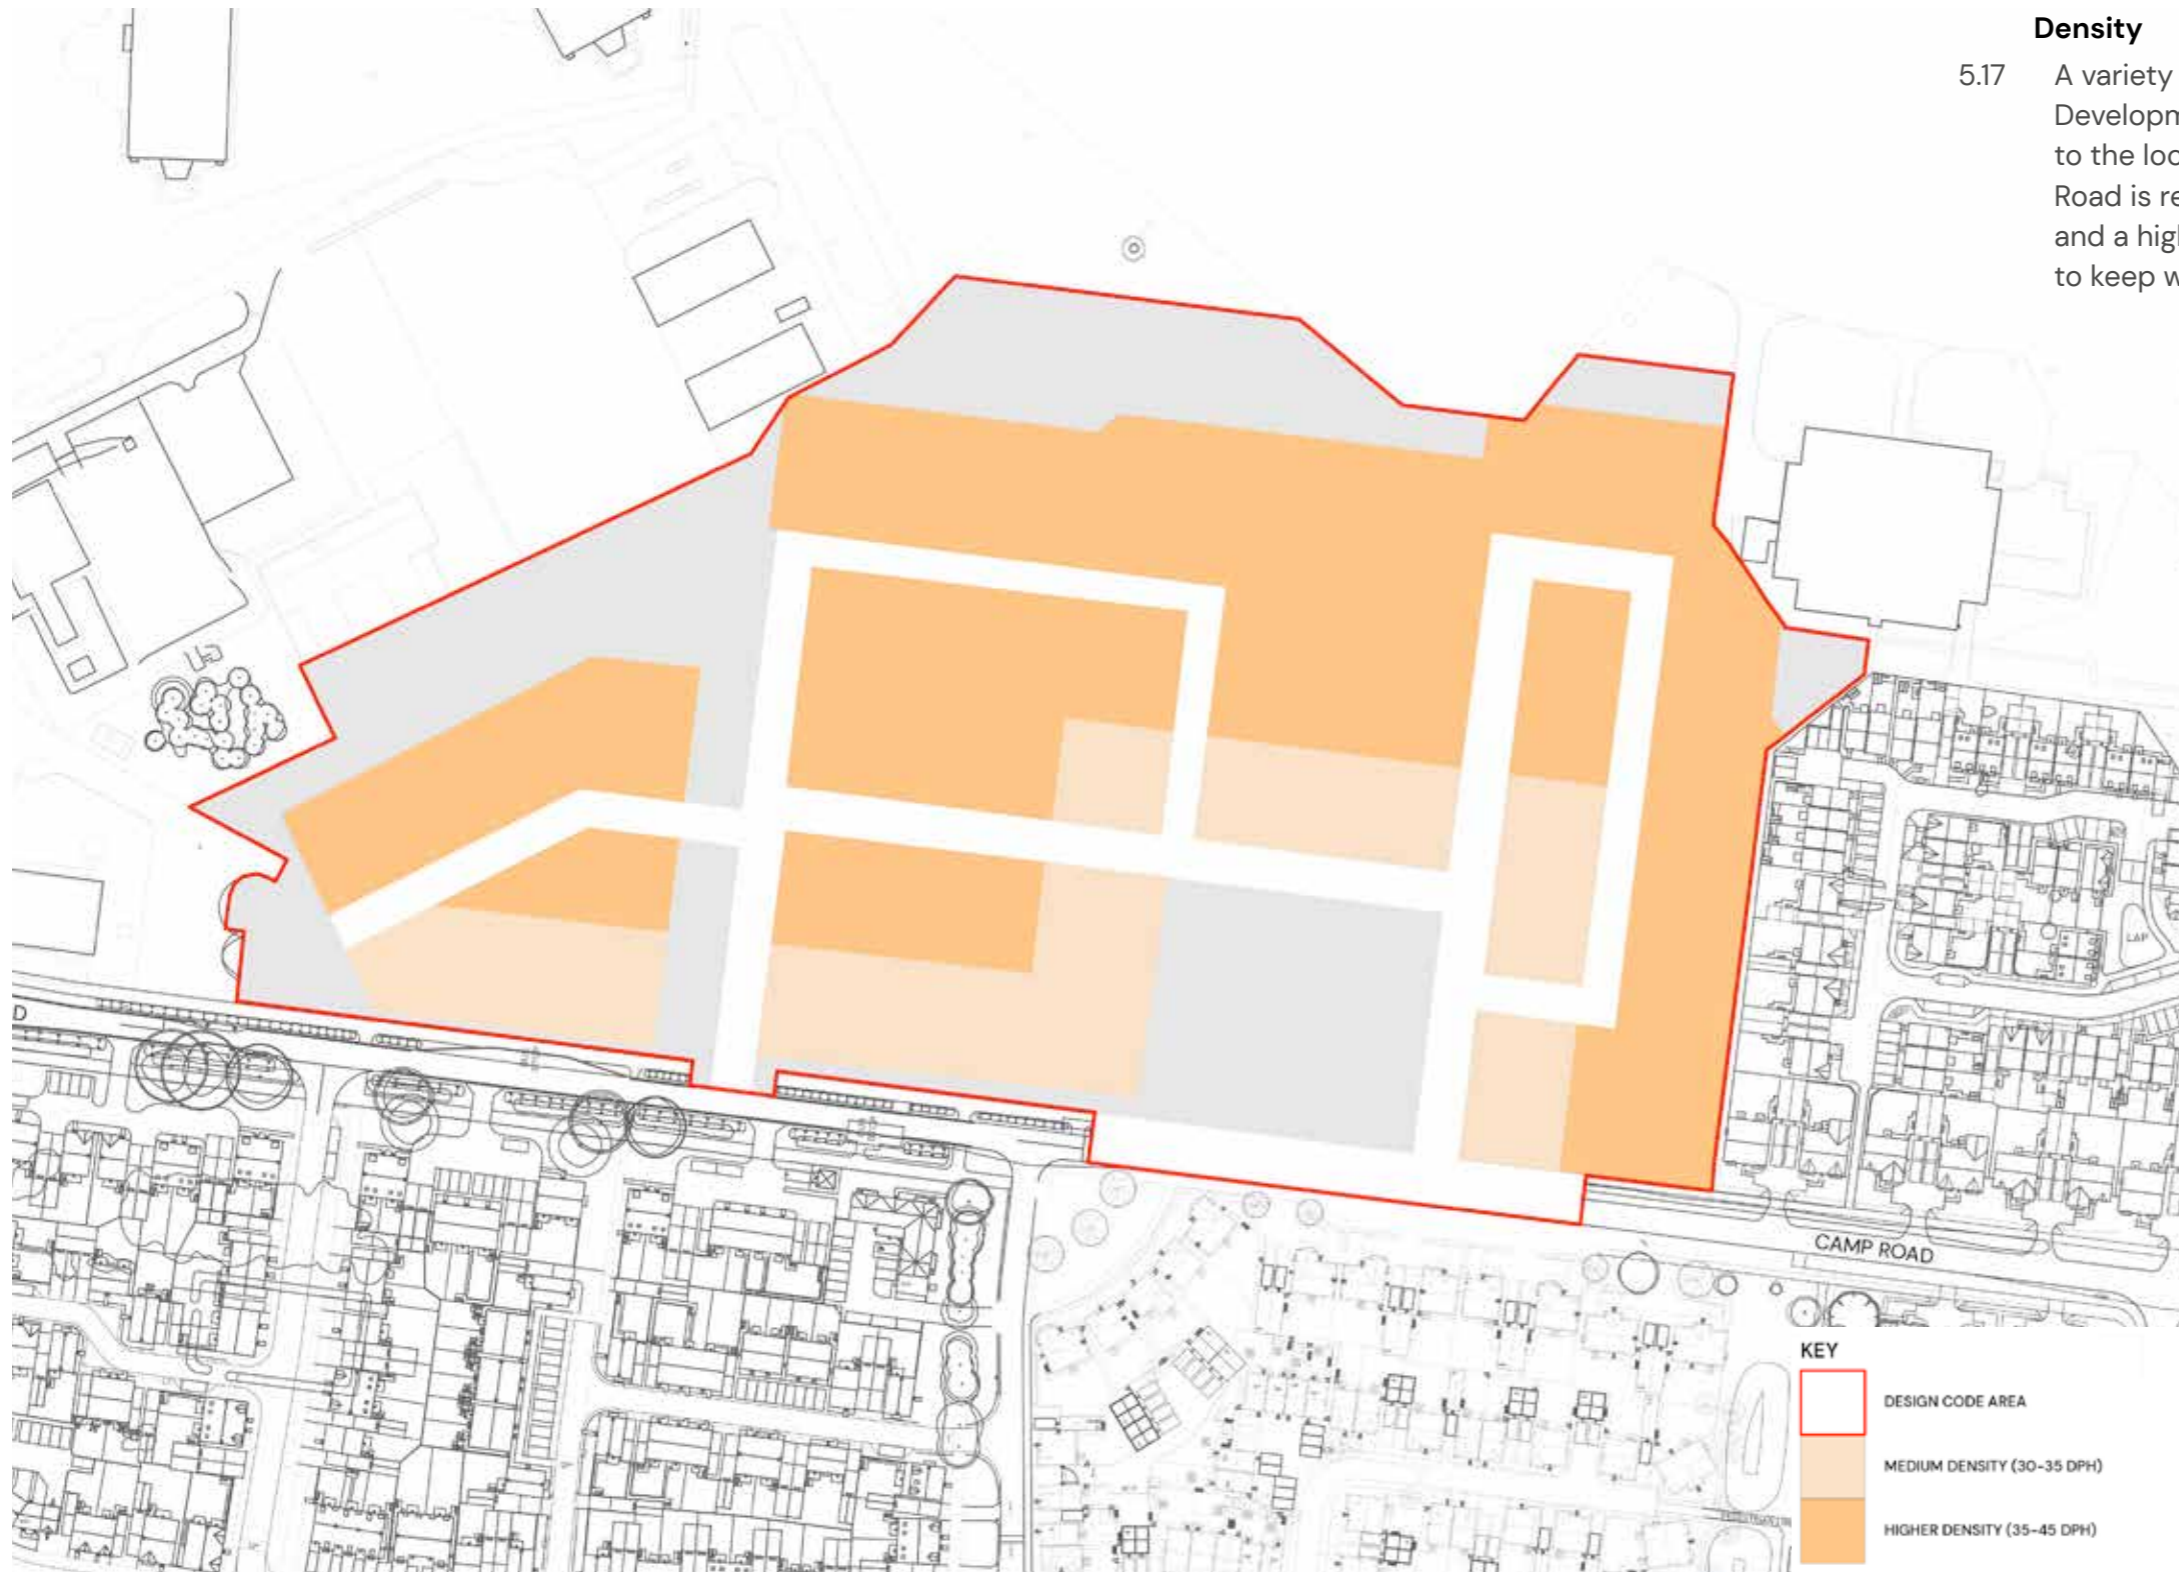 Density
5.17 A variety
Developm
to the loc
Road is re
and a hig
to keep w
LAP
D
CAMP ROAD
KEY
DESIGN CODE AREA
MEDIUM DENSITY (30-35 DPH)
HIGHER DENSITY (35-45 DPH)